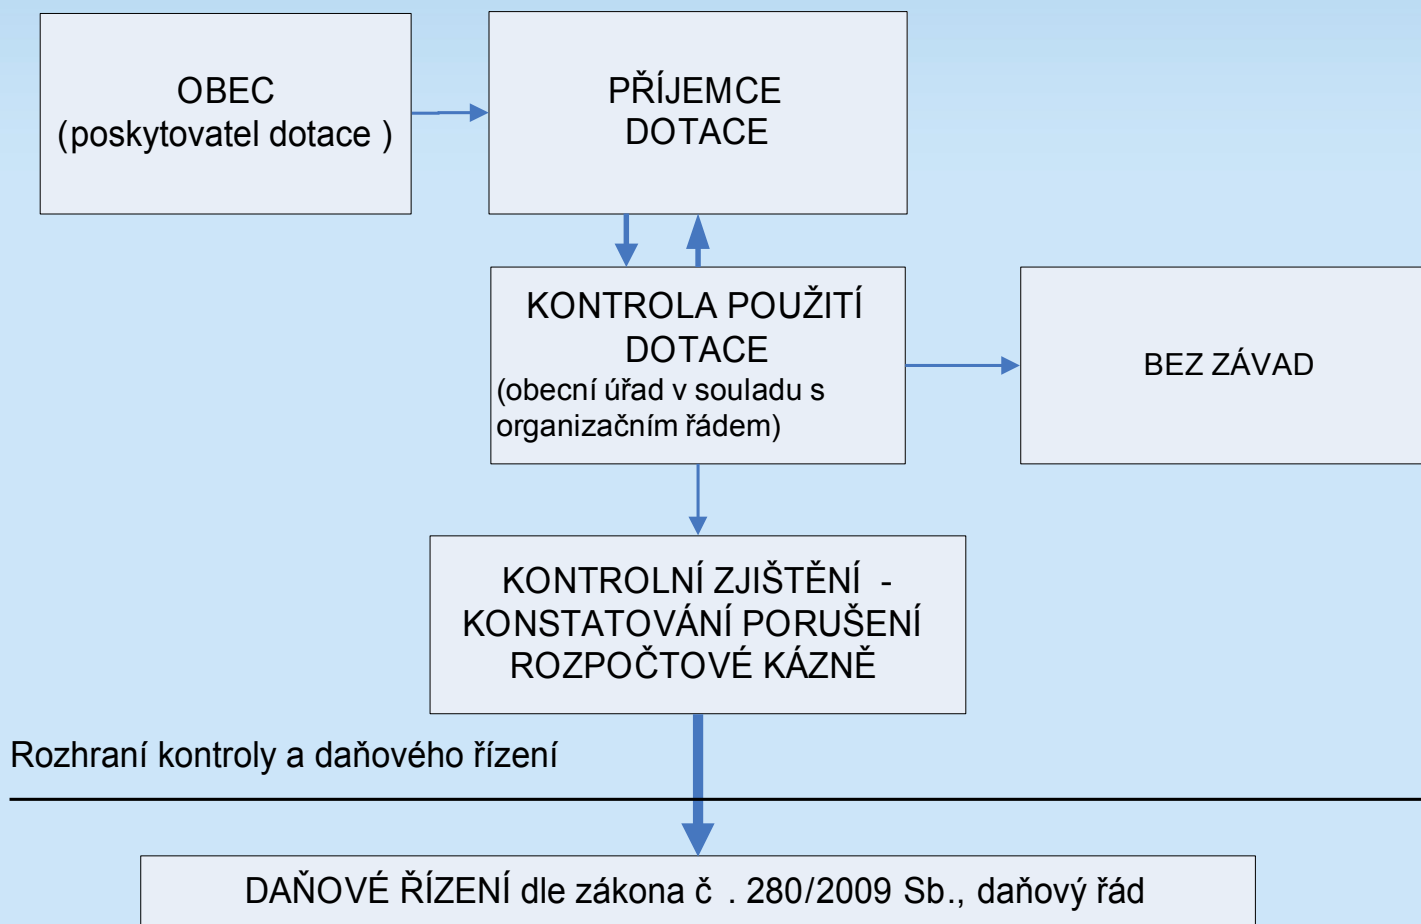 OBEC
(poskytovatel dotace )
PŘÍJEMCE
DOTACE
KONTROLA POUŽITÍ
DOTACE
(obecní úřad v souladu s
organizačním řádem)
BEZ ZÁVAD
KONTROLNÍ ZJIŠTĚNÍ -
KONSTATOVÁNÍ PORUŠENÍ
ROZPOČTOVÉ KÁZNĚ
Rozhraní kontroly a daňového řízení
DAŇOVÉ ŘÍZENÍ dle zákona č . 280/2009 Sb., daňový řád